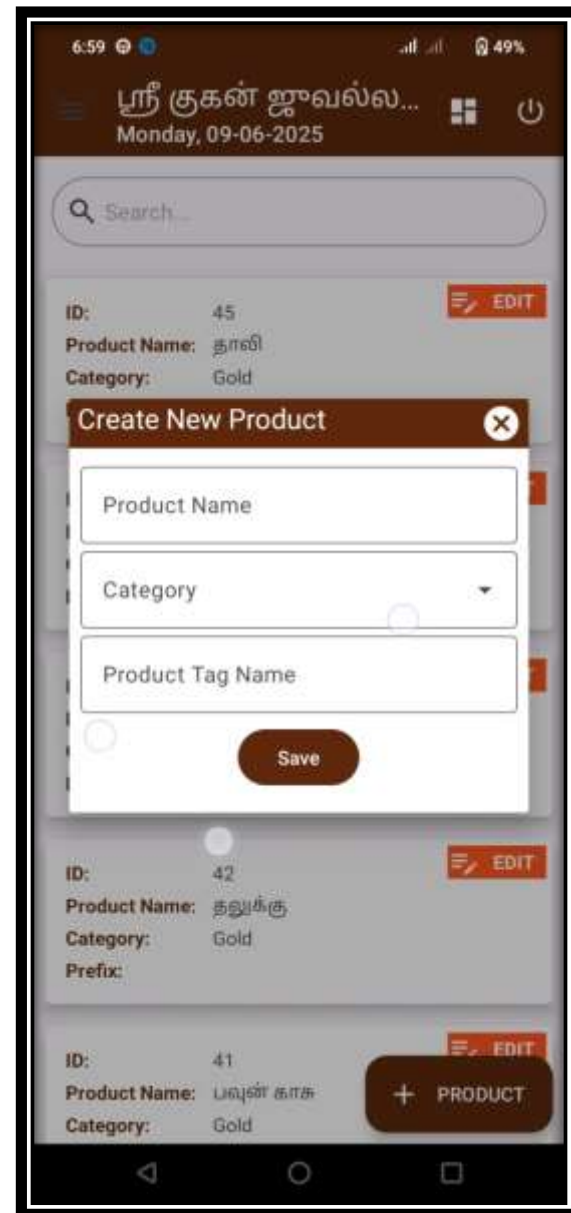 6:59 49%
ஸ்ரீ குகன் ஜுவல்ல...
Monday, 09-06-2025
Search...
EDIT
ID: 45
Product Name: தாலி
Category: Gold
Create New Product
Product Name
Category
Product Tag Name
Save
EDIT
ID: 42
Product Name: தலுக்கு
Category: Gold
Prefix:
EDIT
ID: 41
Product Name: பவுன் காசு
Category: Gold
+ PRODUCT